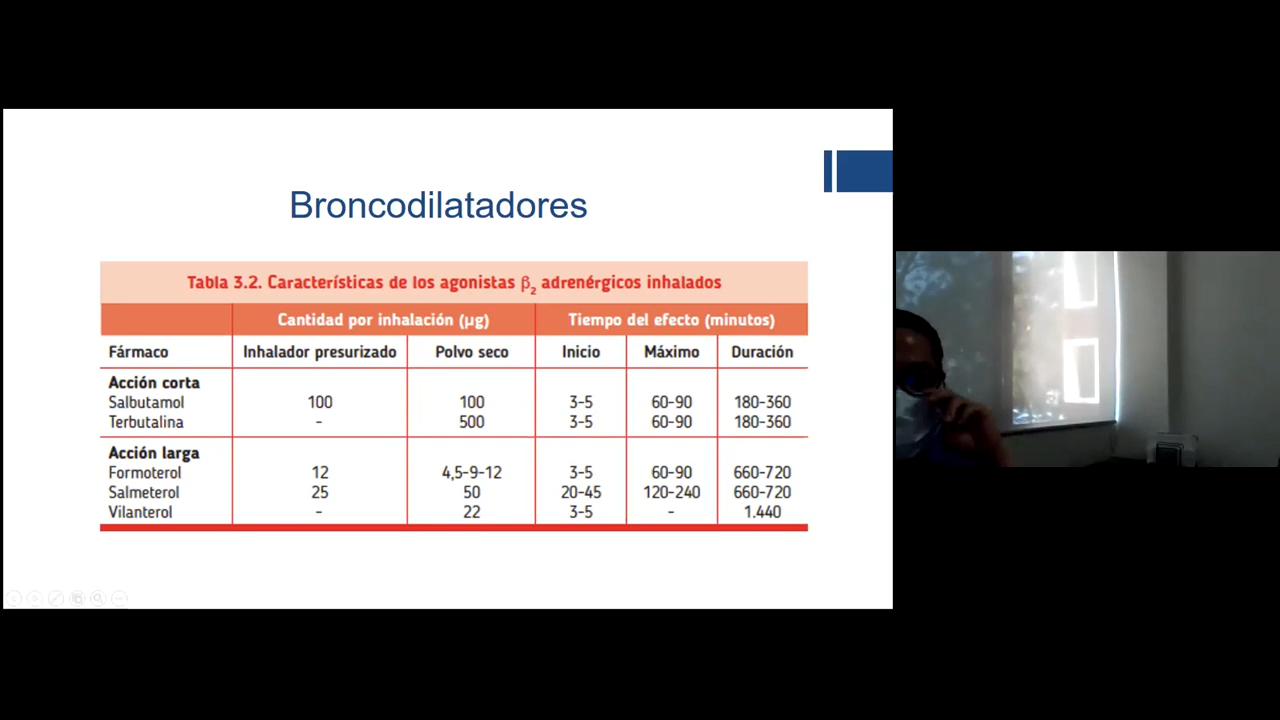 Broncodilatadores
Tabla 3.2. Características de los agonistas β2 adrenérgicos inhalados
Cantidad por inhalación (µg) Tiempo del efecto (minutos)
Fármaco Inhalador presurizado Polvo seco Inicio Máximo Duración
Acción corta
Salbutamol 100 100 3-5 60-90 180-360
Terbutalina - 500 3-5 60-90 180-360
Acción larga
Formoterol 12 4,5-9-12 3-5 60-90 660-720
Salmeterol 25 50 20-45 120-240 660-720
Vilanterol - 22 3-5 - 1.440